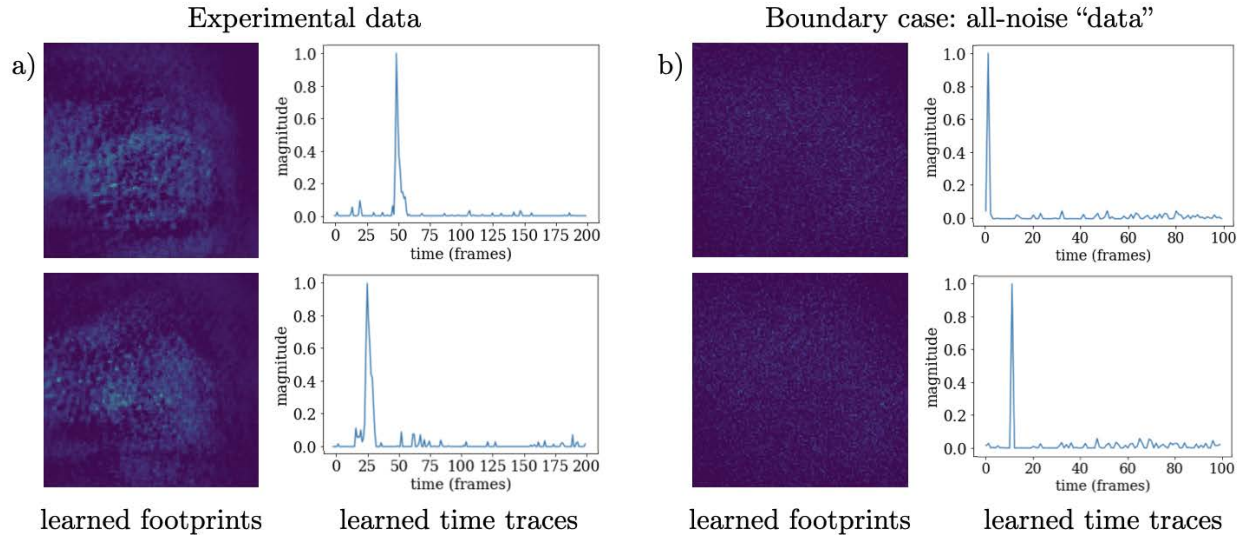 Experimental data
Boundary case: all-noise “data”
a)
1.0
0.8
0.6
0.4
0.2
0.0
magnitude
0 25 50 75 100 125 150 175 200
time (frames)
b)
1.0
0.8
0.6
0.4
0.2
0.0
magnitude
0 20 40 60 80 100
time (frames)
1.0
0.8
0.6
0.4
0.2
0.0
magnitude
0 25 50 75 100 125 150 175 200
time (frames)
1.0
0.8
0.6
0.4
0.2
0.0
magnitude
0 20 40 60 80 100
time (frames)
learned footprints
learned time traces
learned footprints
learned time traces